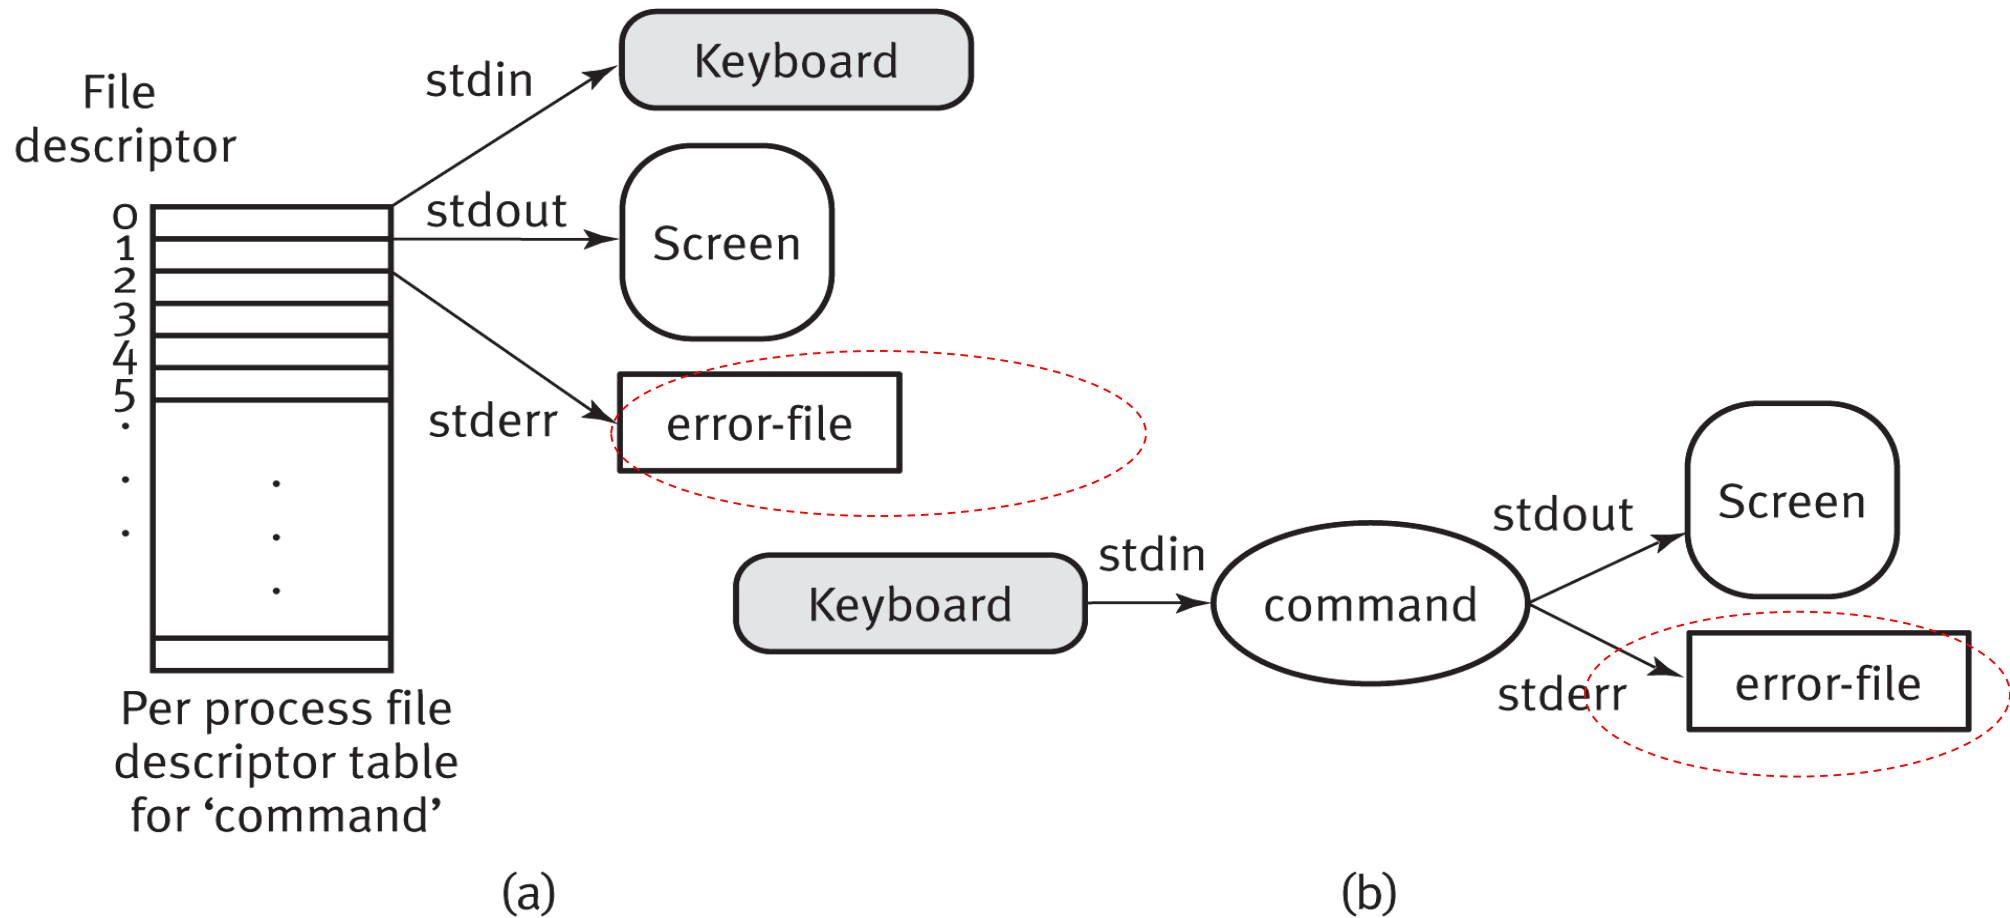 File
descriptor
0
1
2
3
4
5
.
.
.
.
.
.
stdin
Keyboard
stdout
Screen
stderr
error-file
Per process file
descriptor table
for ‘command’
(a)
Keyboard
stdin
command
stdout
Screen
stderr
error-file
(b)